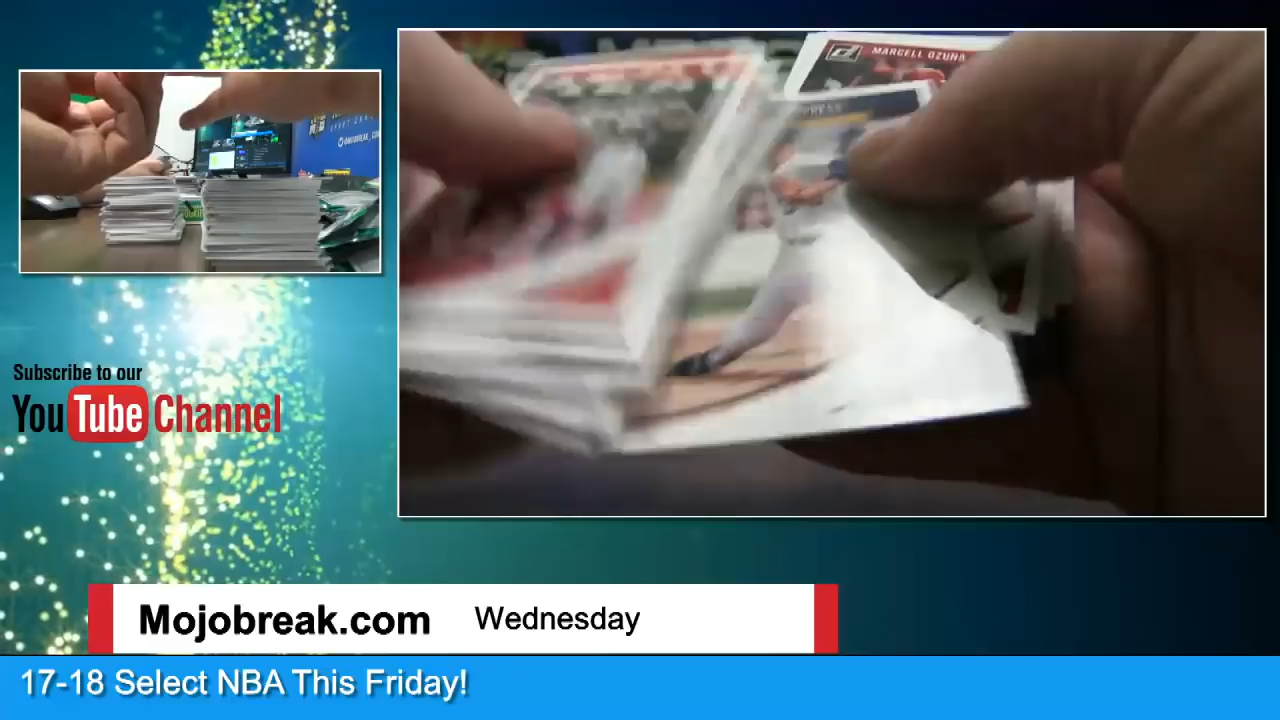 MARCELL OZUNA
Subscribe to our
YouTube Channel
Mojobreak.com
Wednesday
17-18 Select NBA This Friday!